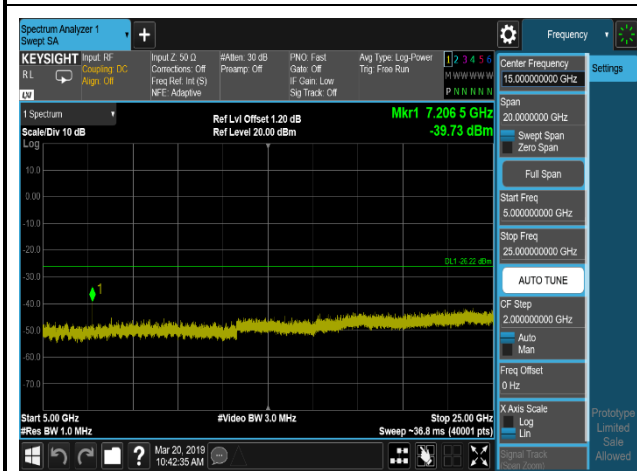 Spectrum Analyzer 1
Swept SA
+
Frequency
KEYSIGHT
RL
Input: RF
Coupling: DC
Align: Off
Input Z: 50 Ω
Corrections: Off
Freq Ref: Int (S)
NFE: Adaptive
#Atten: 30 dB
Preamp: Off
PNO: Fast
Gate: Off
IF Gain: Low
Sig Track: Off
Avg Type: Log-Power
Trig: Free Run
1 2 3 4 5 6
M W W W W W
P N N N N N
1 Spectrum
Scale/Div 10 dB
Log
Ref Lvl Offset 1.20 dB
Ref Level 20.00 dBm
Mkr1 7.206 5 GHz
-39.73 dBm
10.0
0.00
-10.0
-20.0
-30.0
-40.0
-50.0
-60.0
-70.0
DL1 -26.22 dBm
1
Start 5.00 GHz
#Res BW 1.0 MHz
#Video BW 3.0 MHz
Stop 25.00 GHz
Sweep ~36.8 ms (40001 pts)
Center Frequency
15.000000000 GHz
Settings
Span
20.0000000 GHz
Swept Span
Zero Span
Full Span
Start Freq
5.000000000 GHz
Stop Freq
25.000000000 GHz
AUTO TUNE
CF Step
2.000000000 GHz
Auto
Man
Freq Offset
0 Hz
X Axis Scale
Log
Lin
Signal Track
(Span Zoom)
Prototype
Limited
Sale
Allowed
?
Mar 20, 2019
10:42:35 AM